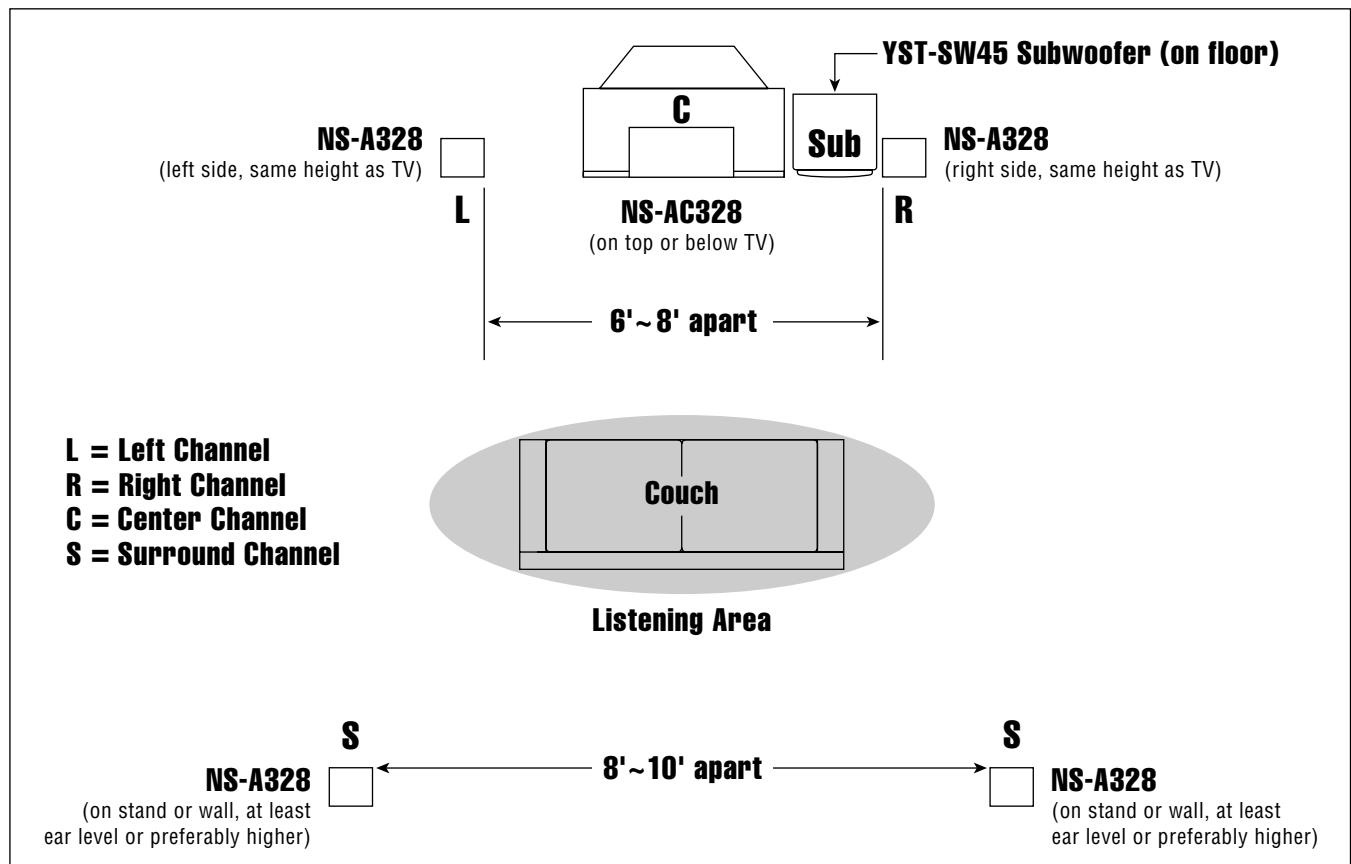 YST-SW45 Subwoofer (on floor)
C
Sub
NS-A328
(left side, same height as TV)
L
NS-A328
(right side, same height as TV)
R
NS-AC328
(on top or below TV)
6'~8' apart
L = Left Channel
R = Right Channel
C = Center Channel
S = Surround Channel
Couch
Listening Area
S
NS-A328
(on stand or wall, at least
ear level or preferably higher)
8'~10' apart
S
NS-A328
(on stand or wall, at least
ear level or preferably higher)